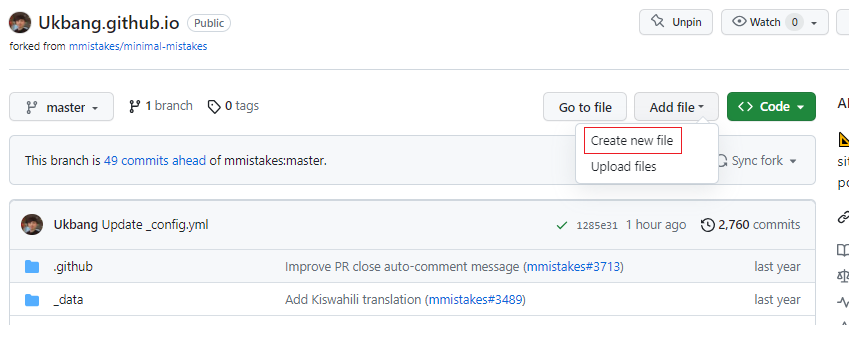 Ukbang.github.io Public Unpin Watch 0
forked from mmistakes/minimal-mistakes
master 1 branch 0 tags Go to file Add file Code
Create new file
Upload files
This branch is 49 commits ahead of mmistakes:master. Sync fork
Ukbang Update _config.yml 1285e31 1 hour ago 2,760 commits
.github Improve PR close auto-comment message (mmistakes#3713) last year
_data Add Kiswahili translation (mmistakes#3489) last year